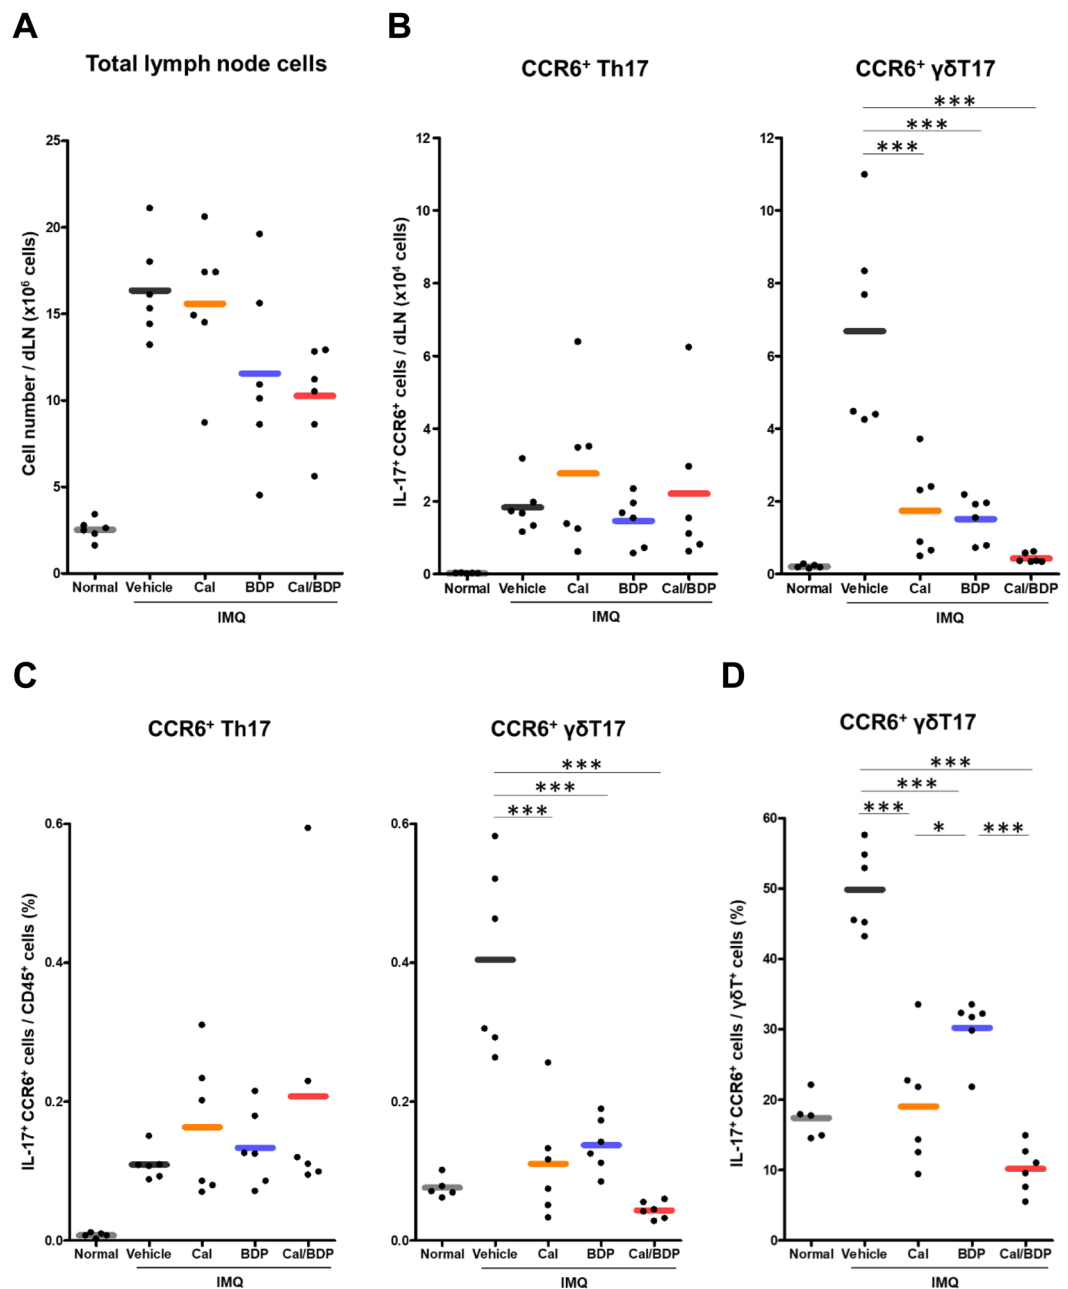 A
Total lymph node cells
Cell number / dLN (x10⁶ cells)
25
20
15
10
5
0
Normal Vehicle Cal BDP Cal/BDP
IMQ
B
CCR6⁺ Th17
IL-17⁺ CCR6⁺ cells / dLN (x10⁴ cells)
12
10
8
6
4
2
0
Normal Vehicle Cal BDP Cal/BDP
IMQ
CCR6⁺ γδT17
***
***
***
12
10
8
6
4
2
0
Normal Vehicle Cal BDP Cal/BDP
IMQ
C
CCR6⁺ Th17
IL-17⁺ CCR6⁺ cells / CD45⁺ cells (%)
0.6
0.4
0.2
0.0
Normal Vehicle Cal BDP Cal/BDP
IMQ
CCR6⁺ γδT17
***
***
***
0.6
0.4
0.2
0.0
Normal Vehicle Cal BDP Cal/BDP
IMQ
D
CCR6⁺ γδT17
***
***
***
* ***
IL-17⁺ CCR6⁺ cells / γδT⁺ cells (%)
60
50
40
30
20
10
0
Normal Vehicle Cal BDP Cal/BDP
IMQ